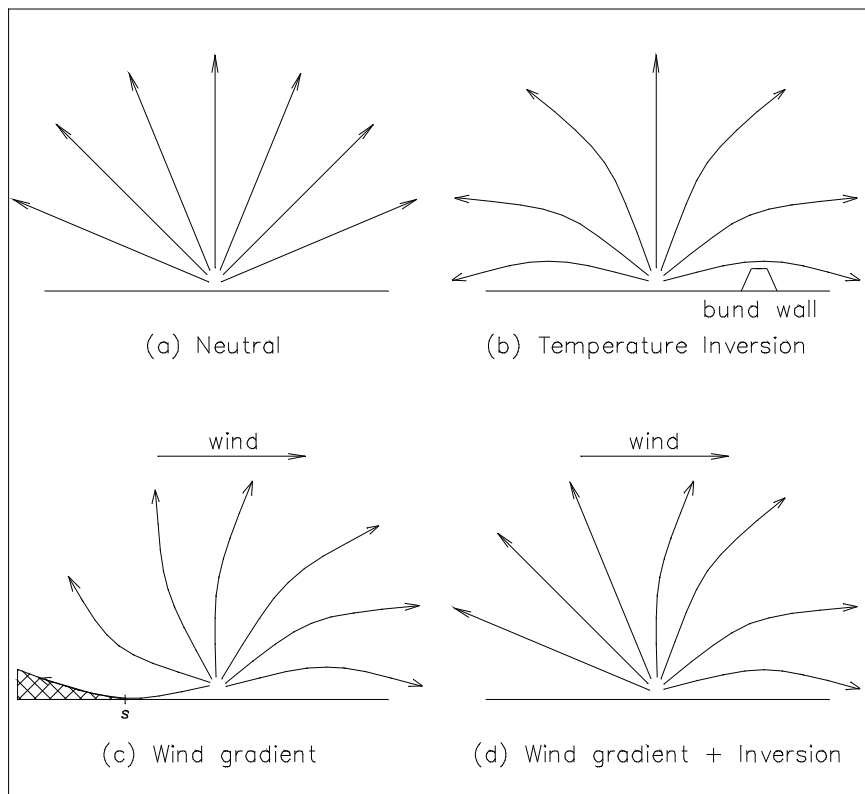 bund wall
(a) Neutral
(b) Temperature Inversion
wind
wind
s
(c) Wind gradient
(d) Wind gradient + Inversion